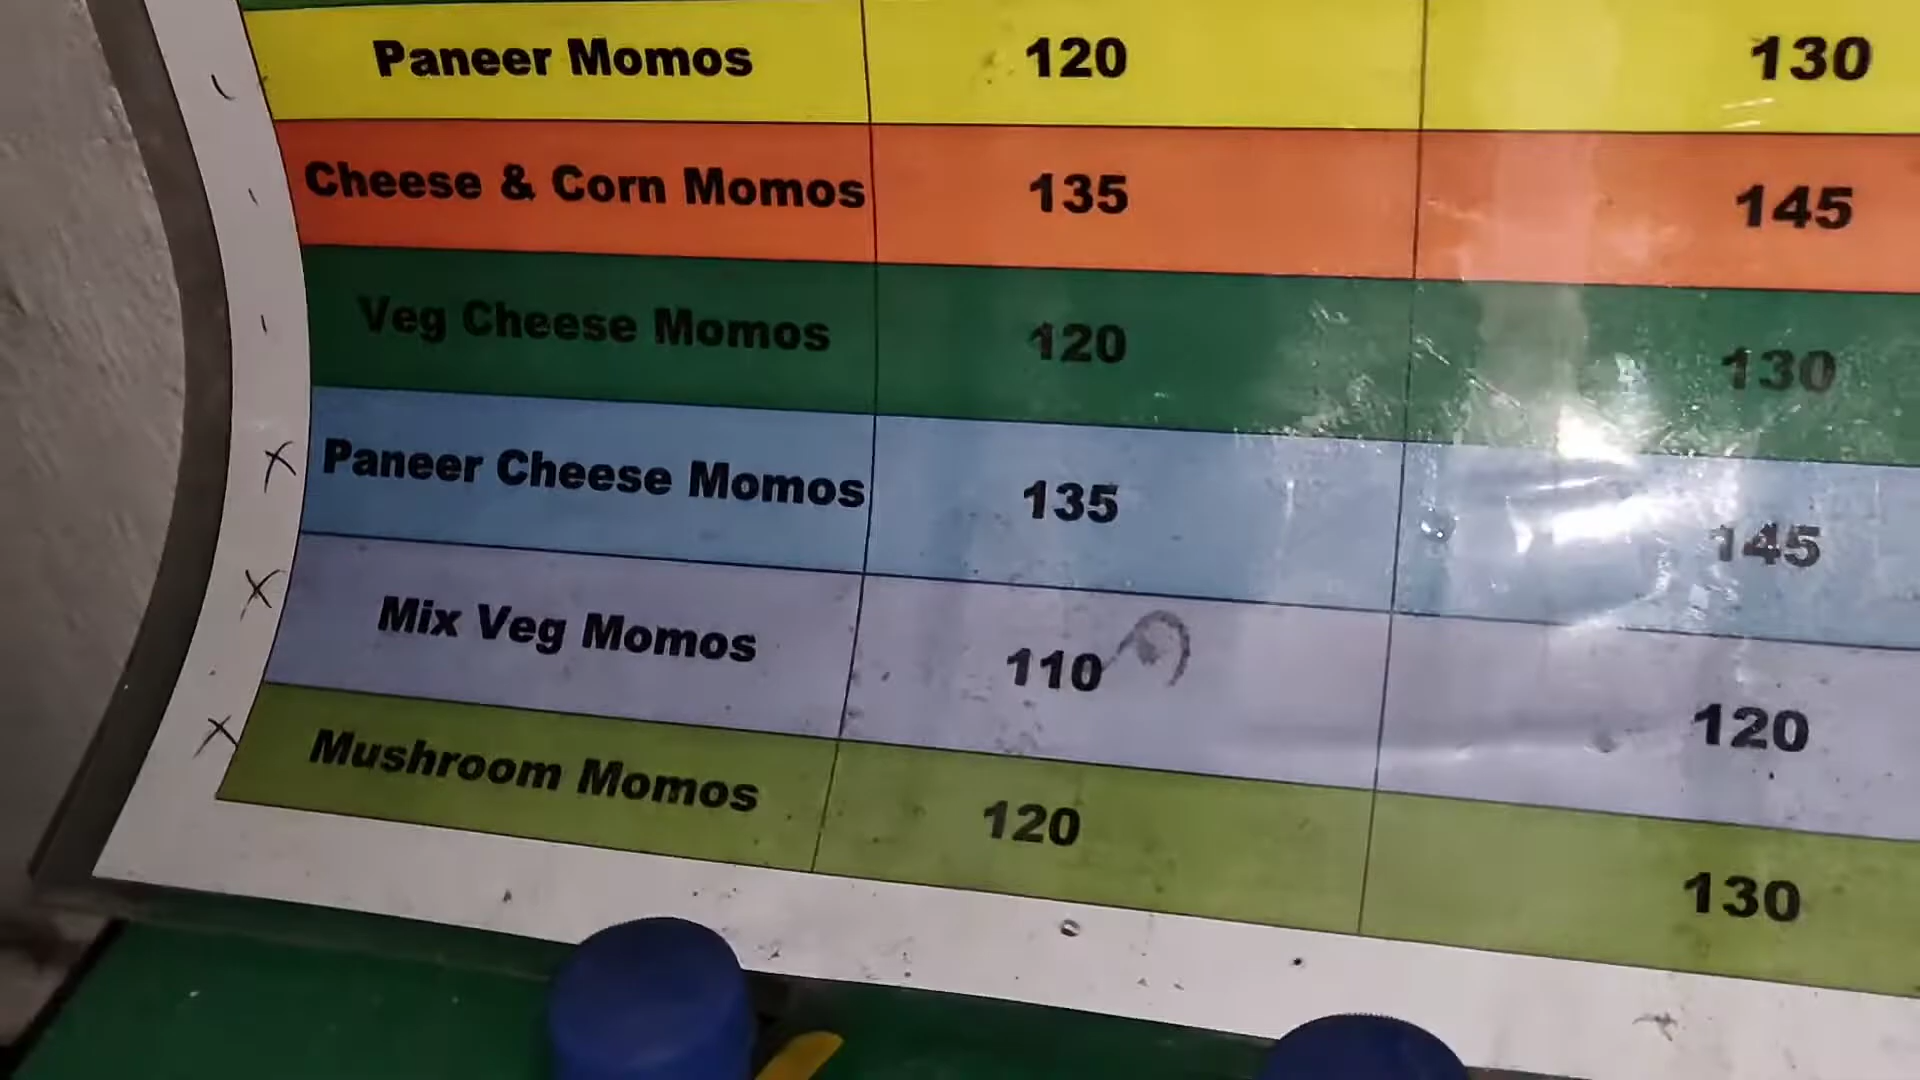 Paneer Momos 120 130
Cheese & Corn Momos 135 145
Veg Cheese Momos 120 130
Paneer Cheese Momos 135 145
Mix Veg Momos 110 120
Mushroom Momos 120 130